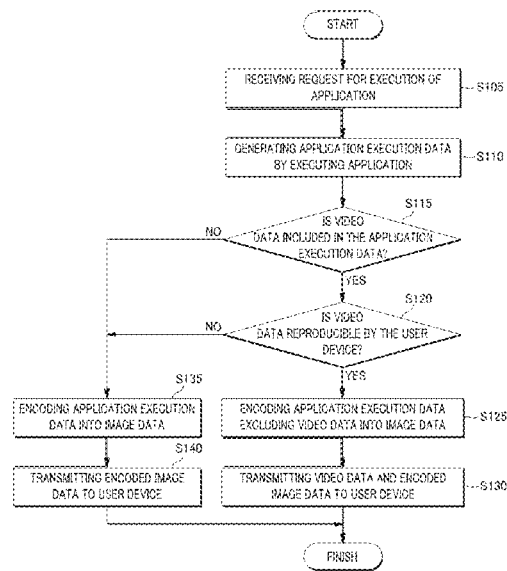 START
RECEIVING REQUEST FOR EXECUTION OF
APPLICATION
S105
GENERATING APPLICATION EXECUTION DATA
BY EXECUTING APPLICATION
S110
S115
IS VIDEO
DATA INCLUDED IN THE APPLICATION
EXECUTION DATA?
NO
YES
S120
IS VIDEO
DATA REPRODUCIBLE BY THE USER
DEVICE?
NO
YES
S135
ENCODING APPLICATION EXECUTION
DATA INTO IMAGE DATA
ENCODING APPLICATION EXECUTION DATA
EXCLUDING VIDEO DATA INTO IMAGE DATA
S125
S140
TRANSMITTING ENCODED IMAGE
DATA TO USER DEVICE
TRANSMITTING VIDEO DATA AND ENCODED
IMAGE DATA TO USER DEVICE
S130
FINISH